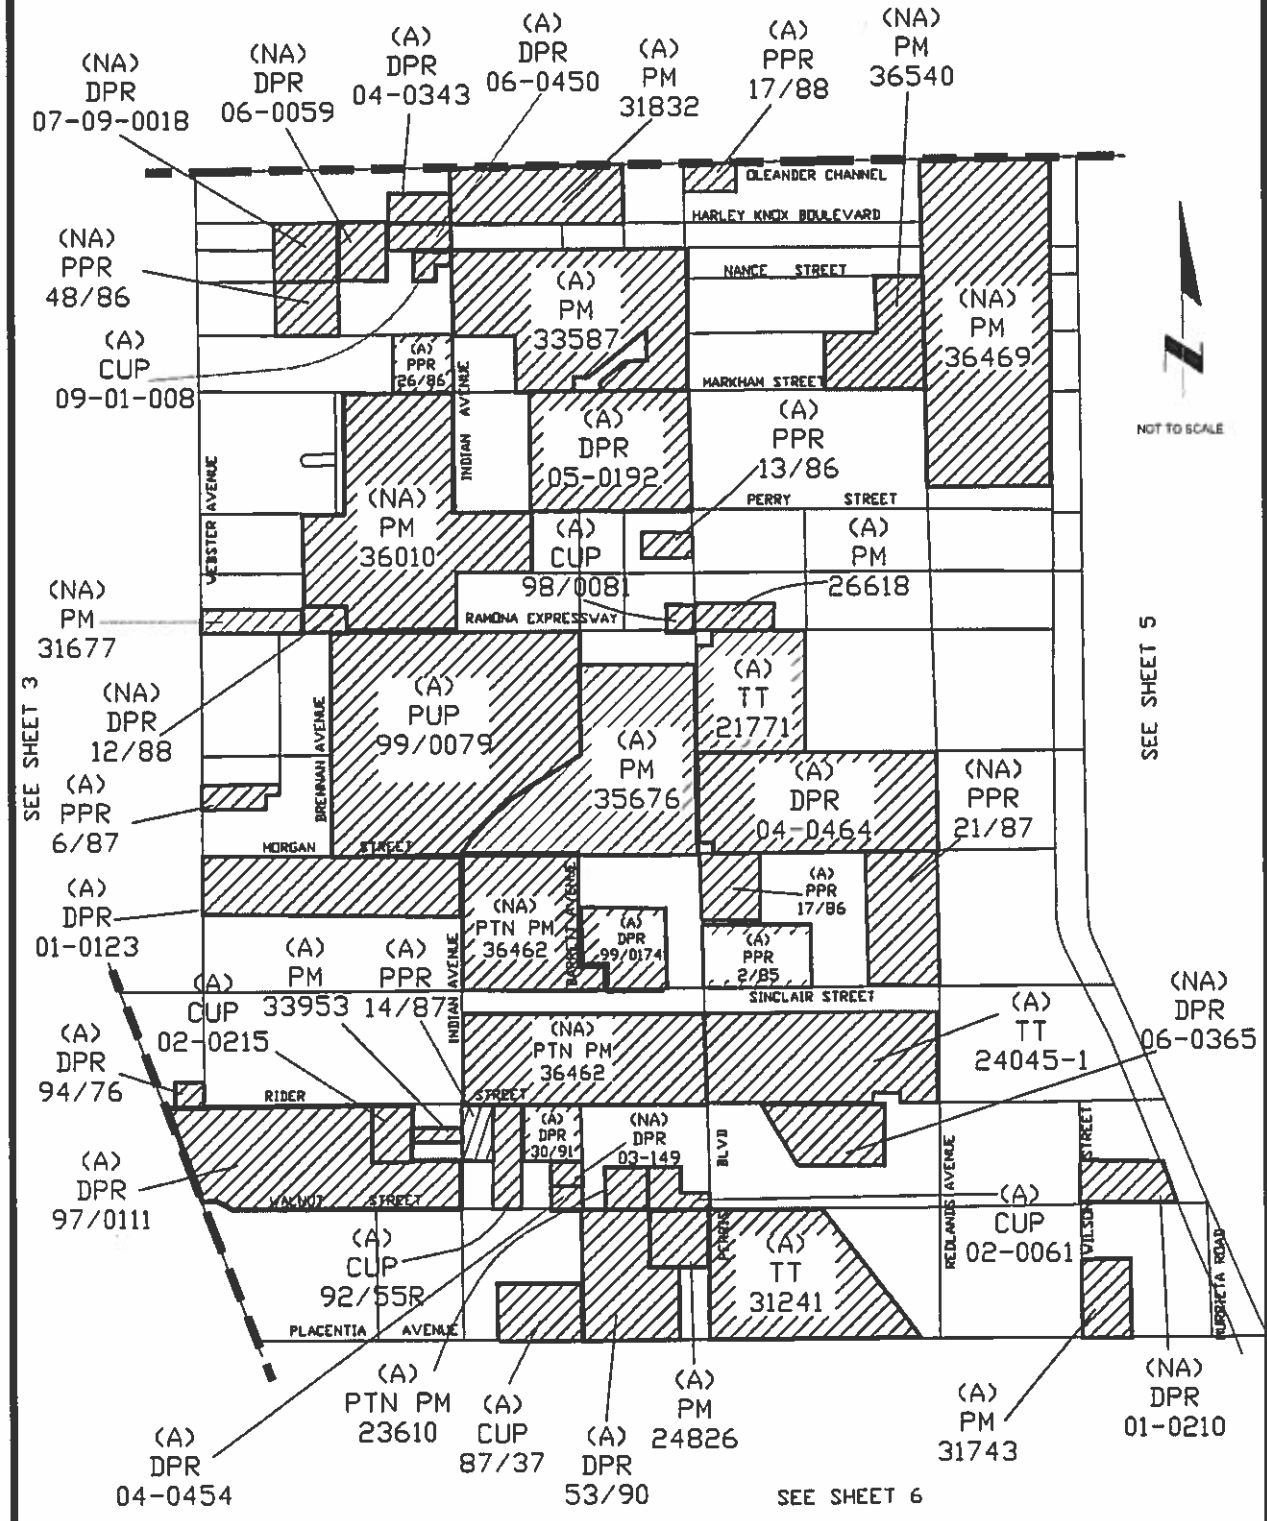 (NA)
DPR
07-09-0018
(NA)
DPR
06-0059
(A)
DPR
04-0343
(A)
DPR
06-0450
(A)
PM
31832
(A)
PPR
17/88
(NA)
PM
36540
OLEANDER CHANNEL
HARLEY KNOX BOULEVARD
(NA)
PPR
48/86
NANCE STREET
(A)
PM
33587
(NA)
PM
36469
(A)
CUP
09-01-008
(A)
PPR
26/86
INDIAN AVENUE
MARKHAM STREET
NOT TO SCALE
(A)
DPR
05-0192
(A)
PPR
13/86
WEBSTER AVENUE
(NA)
PM
36010
PERRY STREET
(A)
CUP
98/0081
(A)
PM
26618
(NA)
PM
31677
RAMONA EXPRESSWAY
SEE SHEET 3
SEE SHEET 5
(NA)
DPR
12/88
BRENNAN AVENUE
(A)
PUP
99/0079
(A)
TT
21771
(A)
PM
35676
(A)
PPR
6/87
(A)
DPR
04-0464
(NA)
PPR
21/87
MORGAN STREET
(A)
DPR
01-0123
(NA)
PTN PM
36462
BARRETT AVENUE
(A)
DPR
99/0174
(A)
PPR
17/86
(A)
PPR
2/85
(A)
PM
33953
(A)
PPR
14/87
INDIAN AVENUE
SINCLAIR STREET
(A)
CUP
02-0215
(NA)
DPR
06-0365
(A)
DPR
94/76
(NA)
PTN PM
36462
(A)
TT
24045-1
RIDER STREET
(A)
DPR
30/91
(NA)
DPR
03-149
PERRIS BLVD
REDLANDS AVENUE
WILSON STREET
(A)
DPR
97/0111
WALNUT STREET
(A)
CUP
02-0061
(A)
CUP
92/55R
(A)
TT
31241
MURRIETA ROAD
PLACENTIA AVENUE
(A)
PTN PM
23610
(A)
CUP
87/37
(A)
DPR
53/90
(A)
PM
24826
(A)
PM
31743
(NA)
DPR
01-0210
(A)
DPR
04-0454
SEE SHEET 6